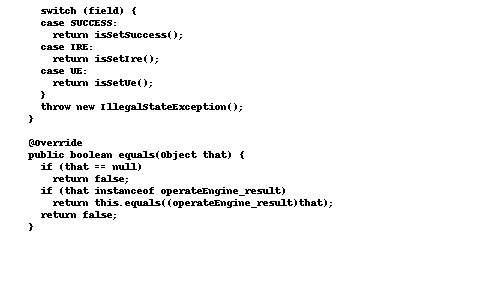 switch (field) {
case SUCCESS:
return isSetSuccess();
case IRE:
return isSetIre();
case UE:
return isSetUe();
}
throw new IllegalStateException();
}
@Override
public boolean equals(Object that) {
if (that == null)
return false;
if (that instanceof operateEngine_result)
return this.equals((operateEngine_result)that);
return false;
}